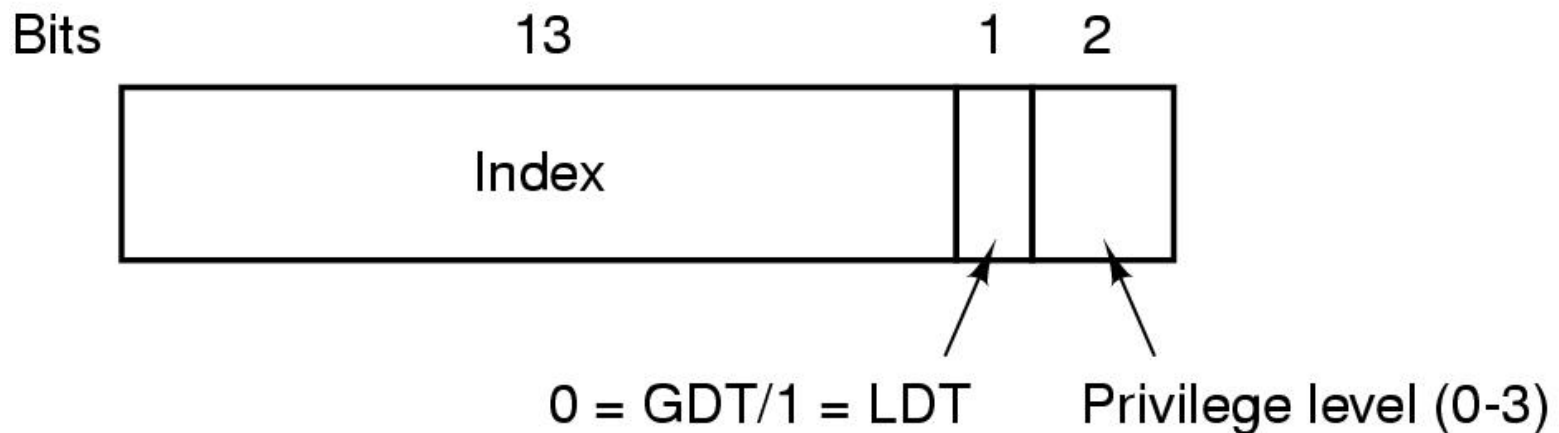 Bits 13 1 2
Index
0 = GDT/1 = LDT Privilege level (0-3)